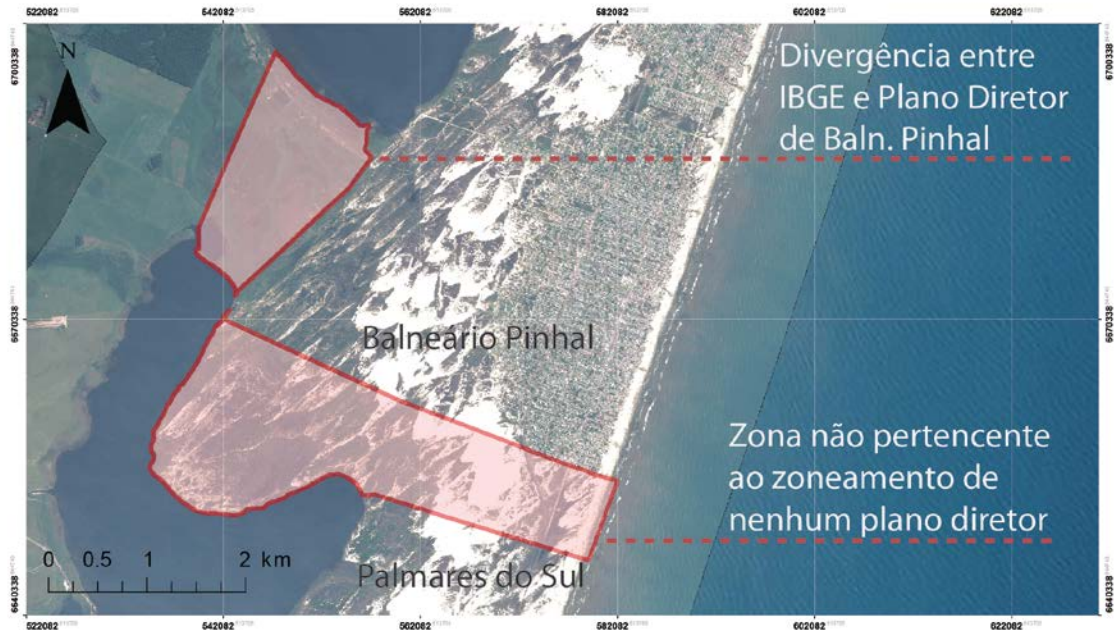 522082 542082 562082 582082 602082 622082
6700338 6700338
N
Divergência entre
IBGE e Plano Diretor
de Baln. Pinhal
6670338 6670338
Balneário Pinhal
Zona não pertencente
ao zoneamento de
nenhum plano diretor
0 0.5 1 2 km
Palmares do Sul
6640338 6640338
522082 542082 562082 582082 602082 622082